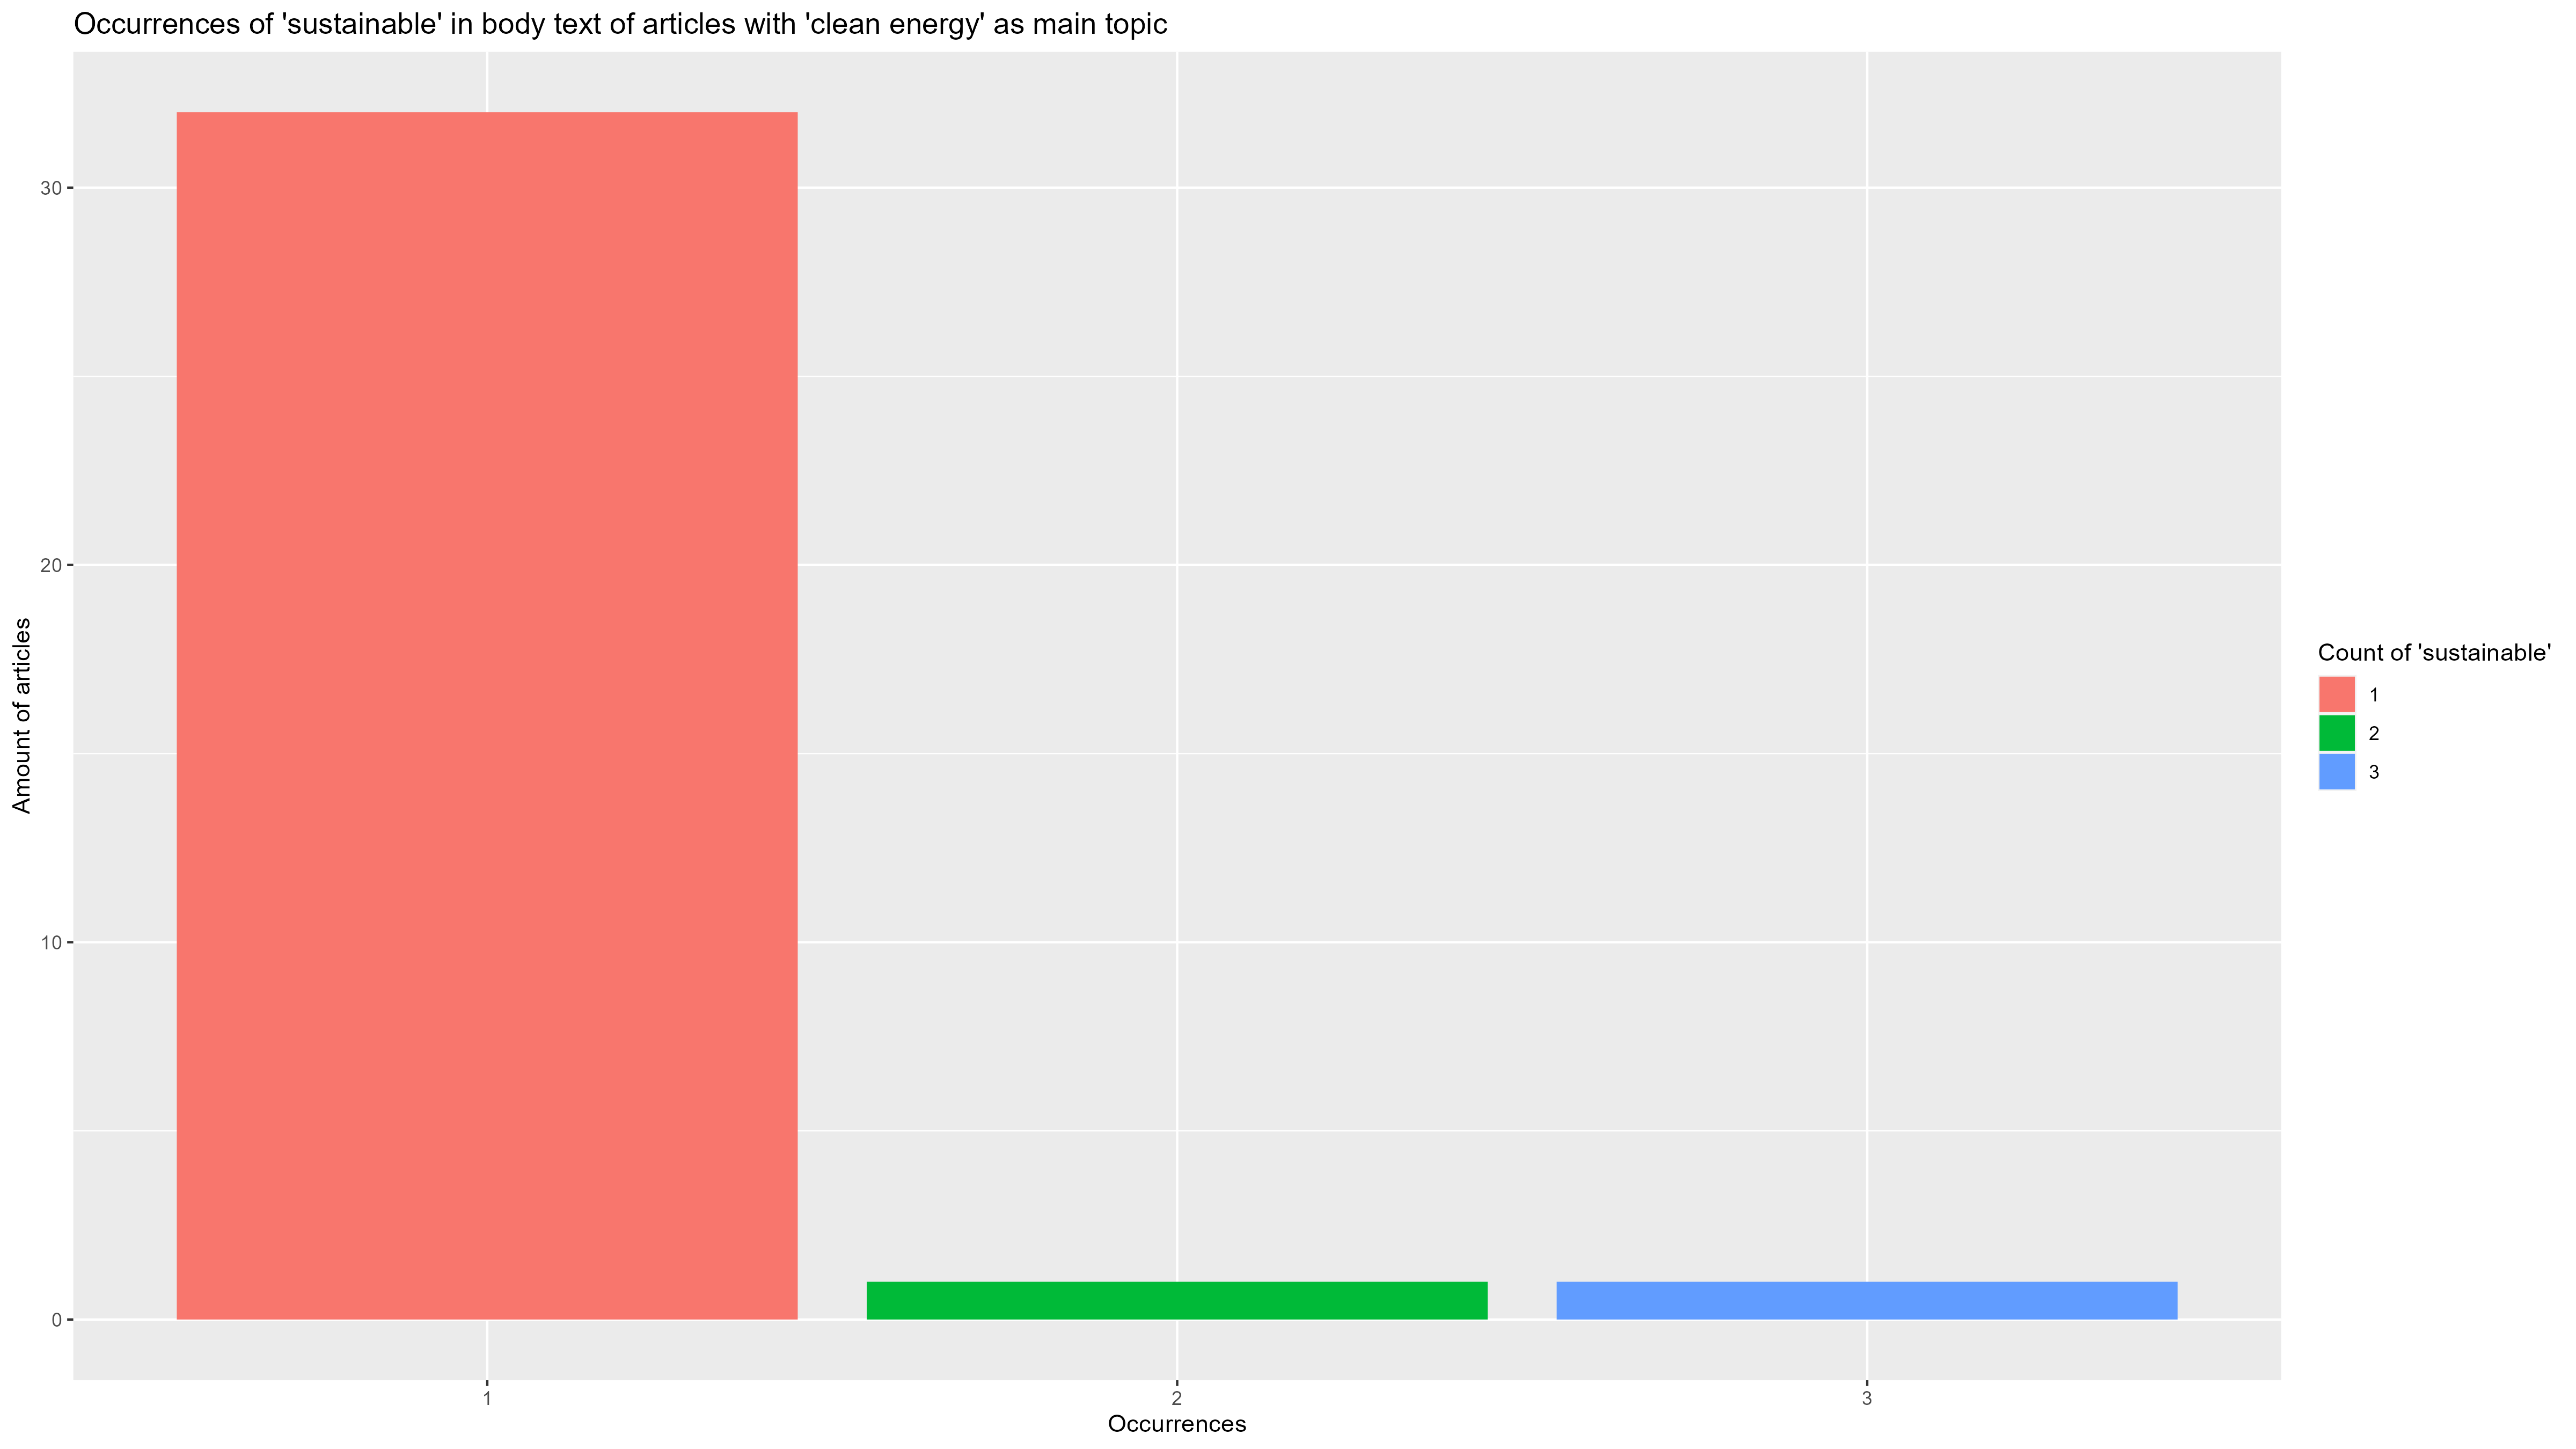 Occurrences of 'sustainable' in body text of articles with 'clean energy' as main topic
Amount of articles
30
20
10
0
1
2
3
Occurrences
Count of 'sustainable'
1
2
3